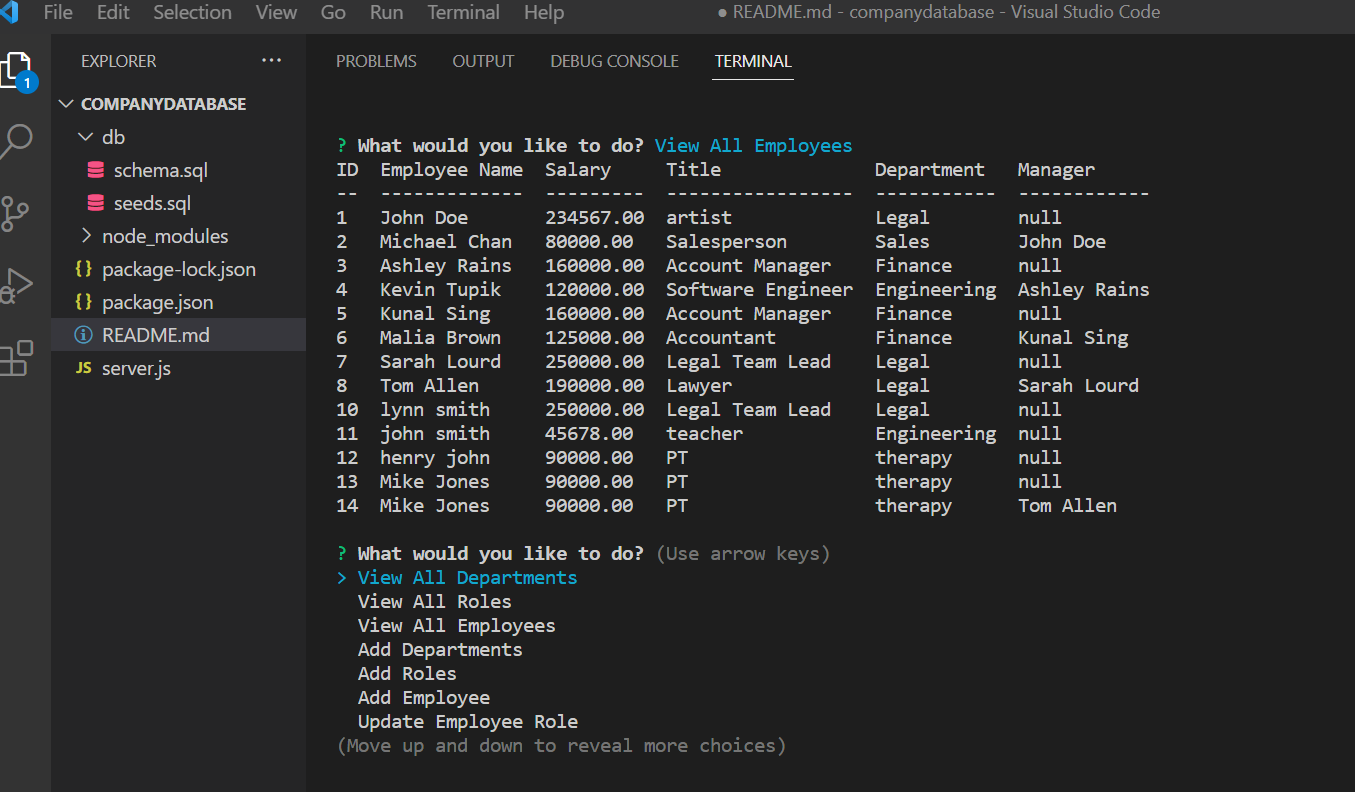 File Edit Selection View Go Run Terminal Help ● README.md - companydatabase - Visual Studio Code
1
EXPLORER ···
COMPANYDATABASE
db
schema.sql
seeds.sql
node_modules
{} package-lock.json
{} package.json
README.md
JS server.js
PROBLEMS OUTPUT DEBUG CONSOLE TERMINAL
? What would you like to do? View All Employees
ID  Employee Name  Salary     Title              Department   Manager
--  -------------  ---------  -----------------  -----------  ------------
1   John Doe       234567.00  artist             Legal        null
2   Michael Chan   80000.00   Salesperson        Sales        John Doe
3   Ashley Rains   160000.00  Account Manager    Finance      null
4   Kevin Tupik    120000.00  Software Engineer  Engineering  Ashley Rains
5   Kunal Sing     160000.00  Account Manager    Finance      null
6   Malia Brown    125000.00  Accountant         Finance      Kunal Sing
7   Sarah Lourd    250000.00  Legal Team Lead    Legal        null
8   Tom Allen      190000.00  Lawyer             Legal        Sarah Lourd
10  lynn smith     250000.00  Legal Team Lead    Legal        null
11  john smith     45678.00   teacher            Engineering  null
12  henry john     90000.00   PT                 therapy      null
13  Mike Jones     90000.00   PT                 therapy      null
14  Mike Jones     90000.00   PT                 therapy      Tom Allen
? What would you like to do? (Use arrow keys)
> View All Departments
View All Roles
View All Employees
Add Departments
Add Roles
Add Employee
Update Employee Role
(Move up and down to reveal more choices)